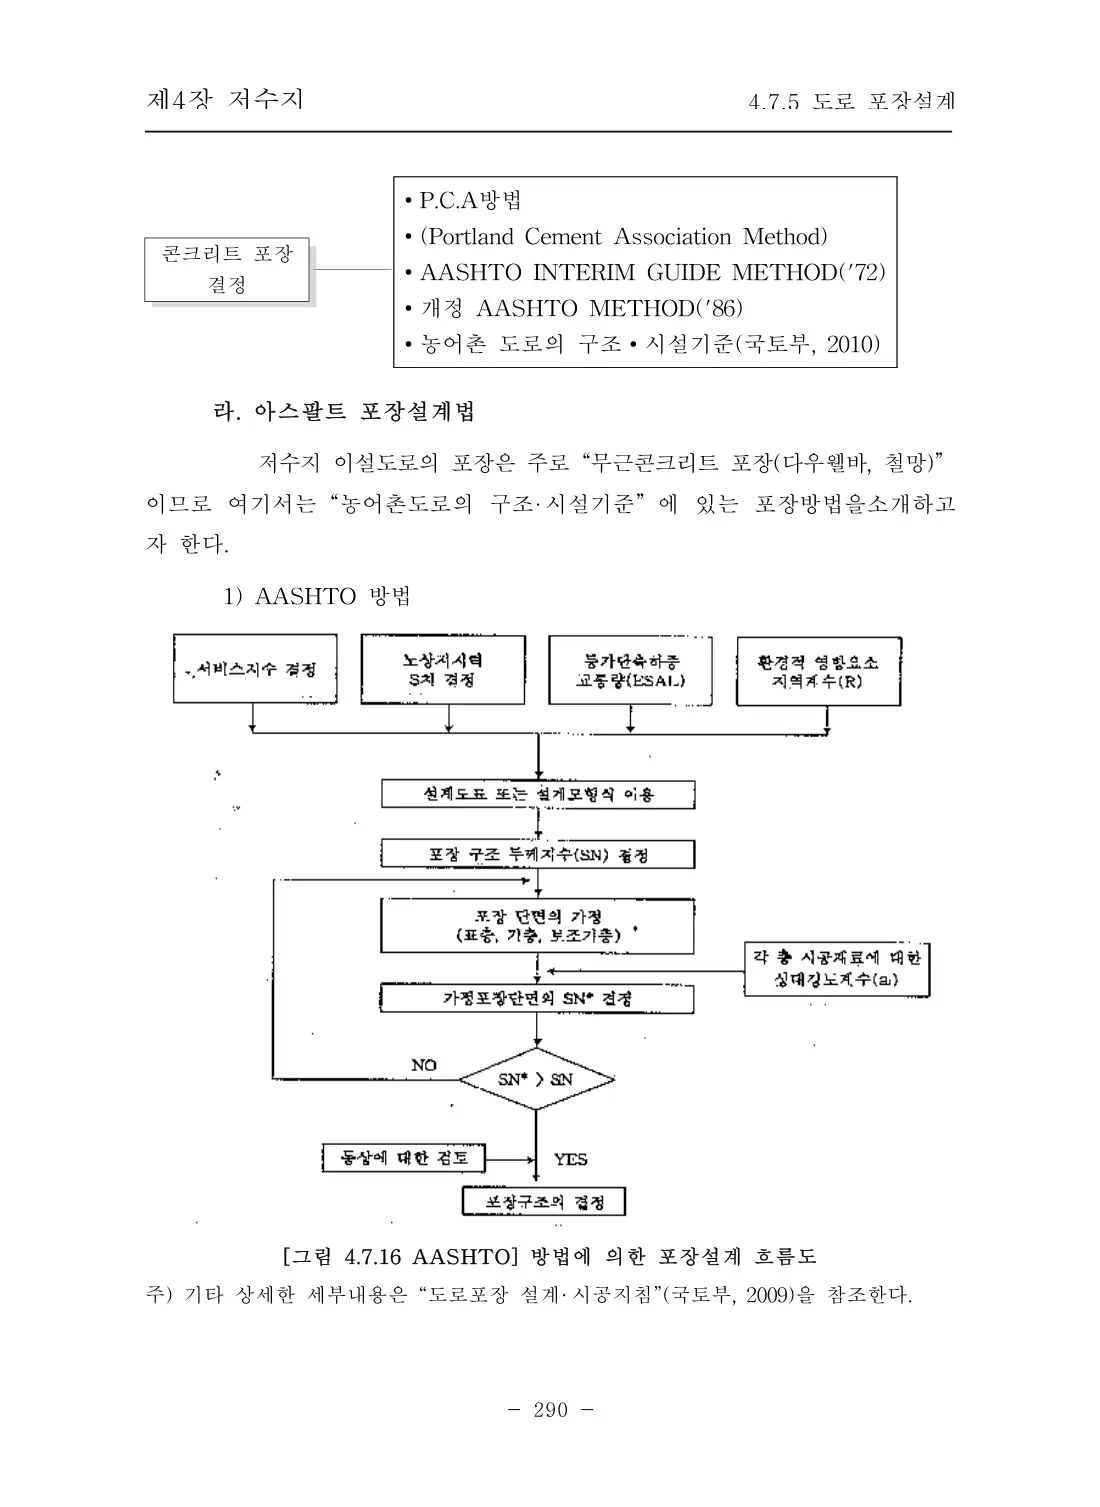 제4장 저수지
4.7.5 도로 포장설계
콘크리트 포장
결정
•P.C.A방법
•(Portland Cement Association Method)
•AASHTO INTERIM GUIDE METHOD(′72)
•개정 AASHTO METHOD(′86)
•농어촌 도로의 구조•시설기준(국토부, 2010)
라. 아스팔트 포장설계법
저수지 이설도로의 포장은 주로 “무근콘크리트 포장(다우웰바, 철망)”
이므로 여기서는 “농어촌도로의 구조·시설기준” 에 있는 포장방법을소개하고
자 한다.
1) AASHTO 방법
서비스지수 결정
노상지지력
S치 결정
등가단축하중
교통량(ESAL)
환경적 영향요소
지역계수(R)
설계도표 또는 설계모형식 이용
포장 구조 두께지수(SN) 결정
포장 단면의 가정
(표층, 기층, 보조기층)
각 층 시공재료에 대한
상대강도계수(ai)
가정포장단면의 SN* 결정
NO
SN* > SN
동상에 대한 검토
YES
포장구조의 결정
[그림 4.7.16 AASHTO] 방법에 의한 포장설계 흐름도
주) 기타 상세한 세부내용은 “도로포장 설계·시공지침”(국토부, 2009)을 참조한다.
- 290 -